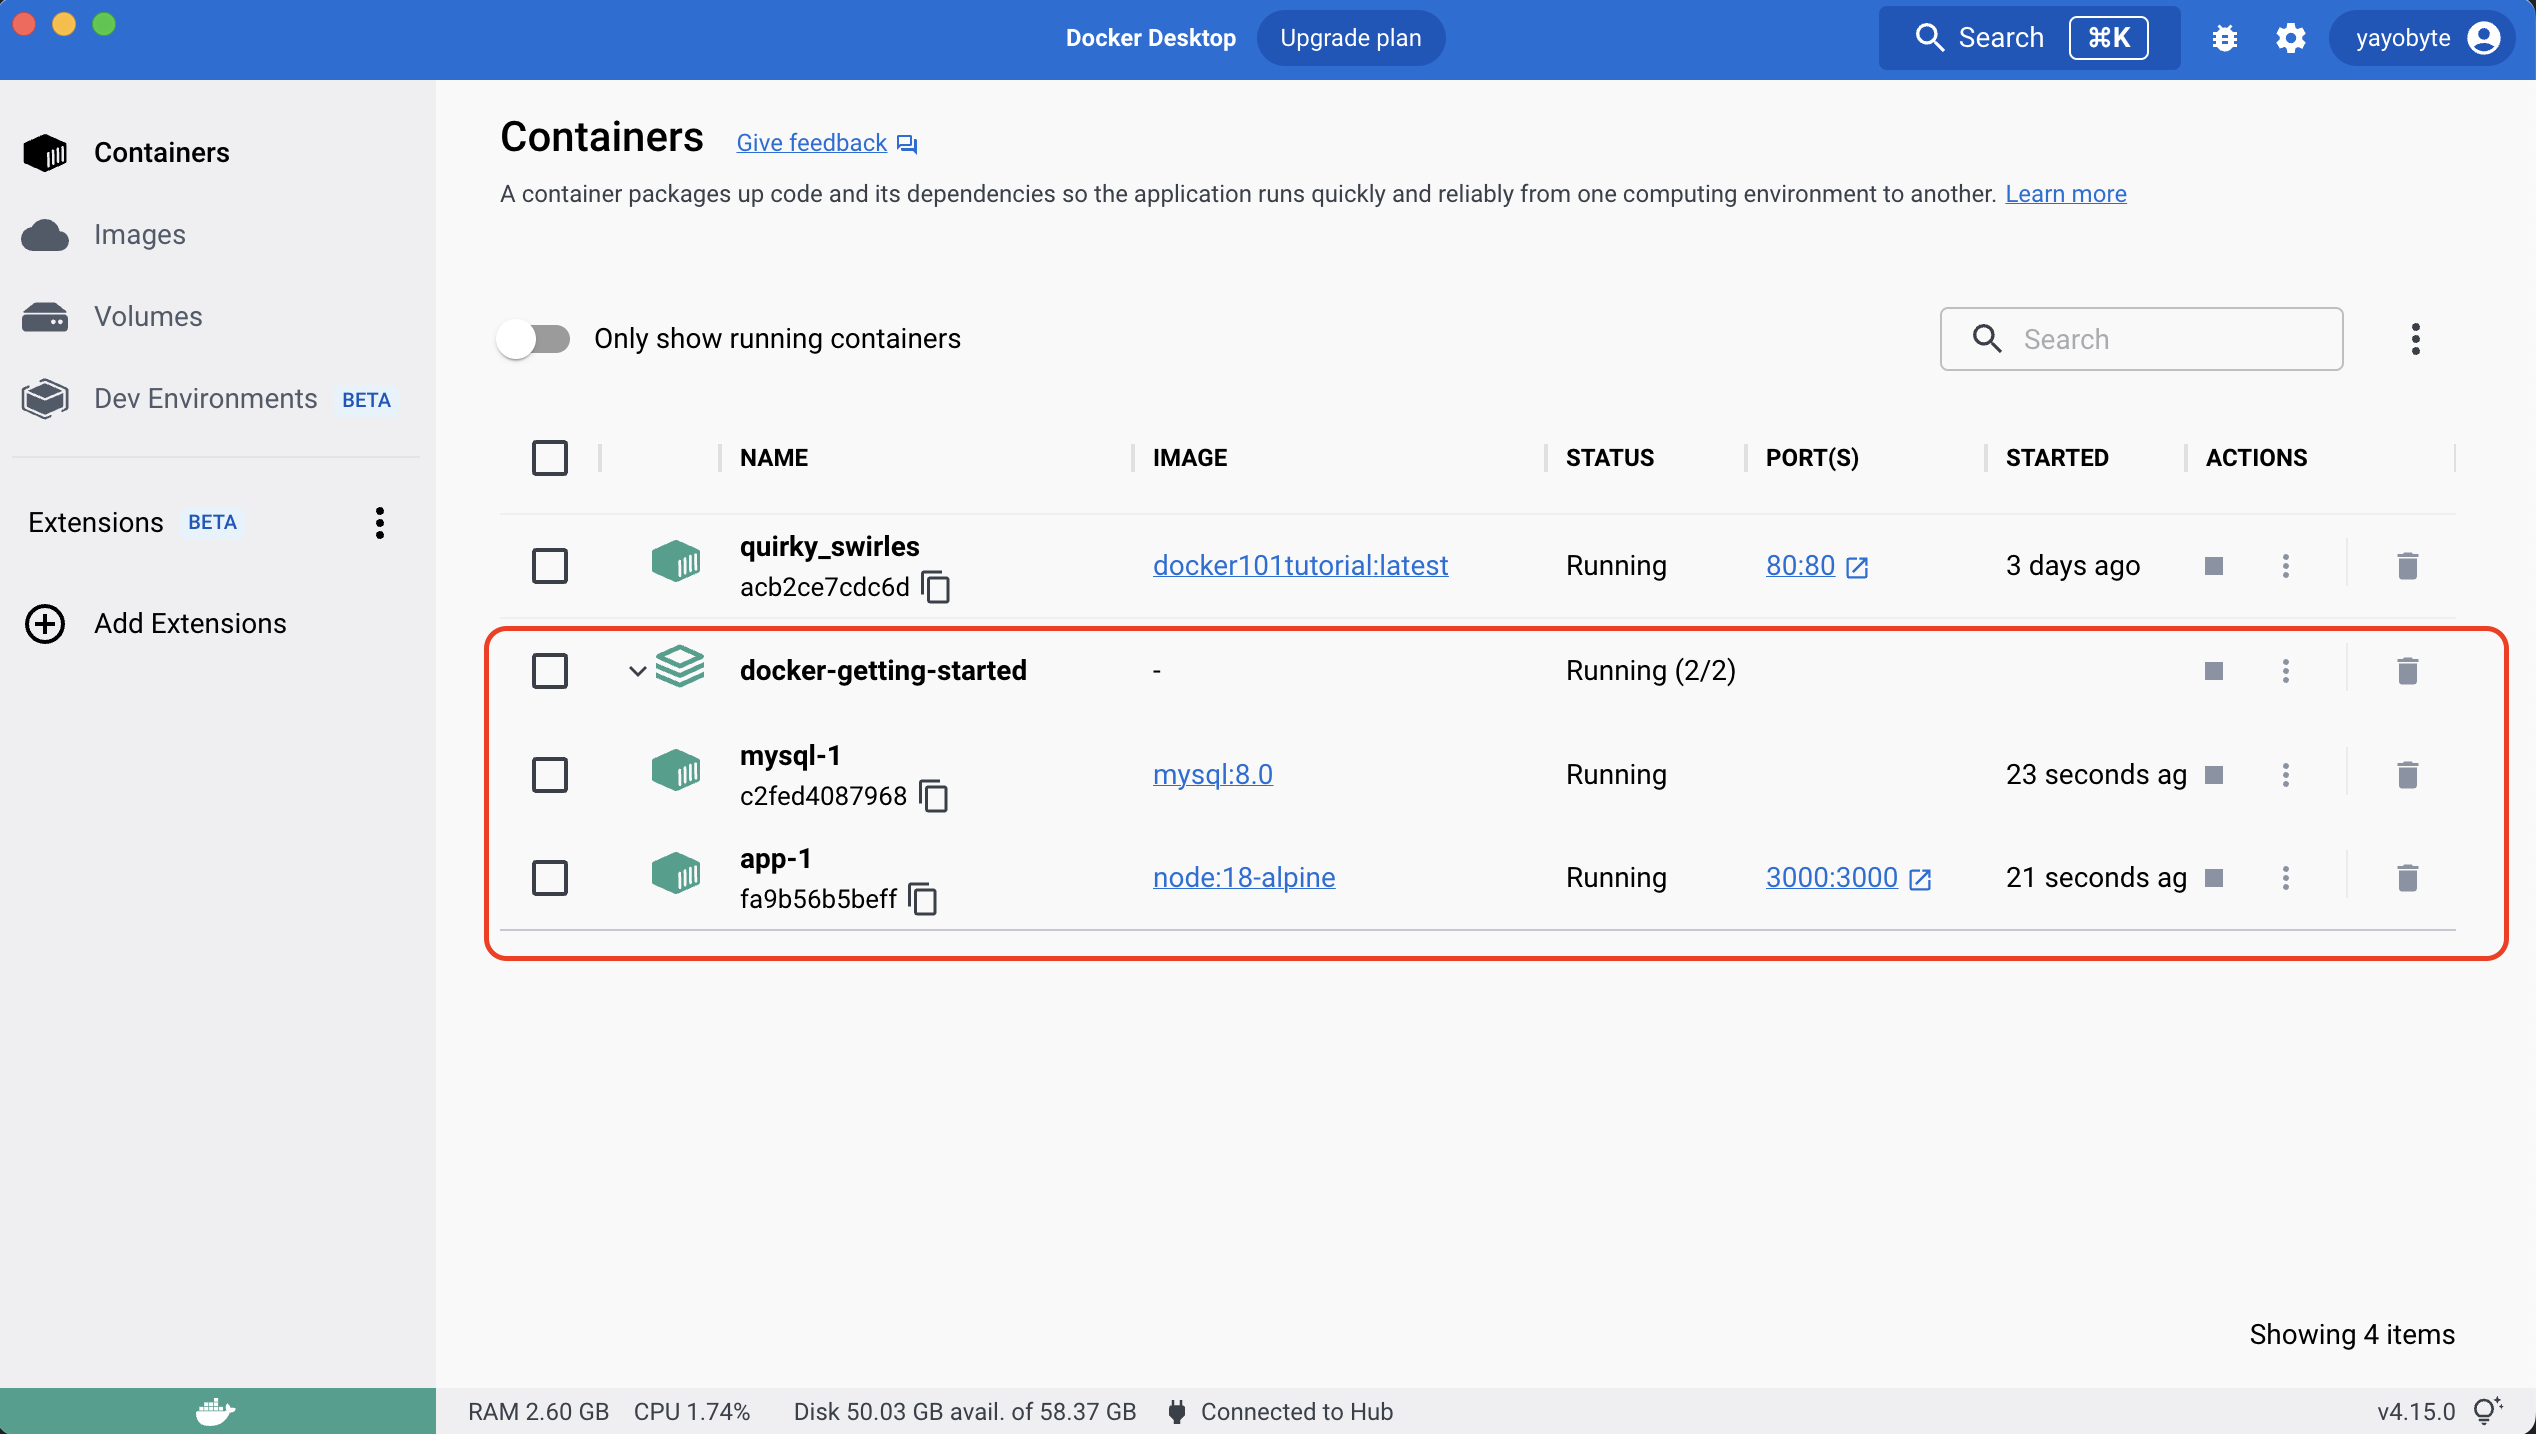 Docker Desktop Upgrade plan Search ⌘K yayobyte
Containers
Images
Volumes
Dev Environments BETA
Extensions BETA
Add Extensions
Containers Give feedback
A container packages up code and its dependencies so the application runs quickly and reliably from one computing environment to another. Learn more
Only show running containers Search
NAME IMAGE STATUS PORT(S) STARTED ACTIONS
quirky_swirles
acb2ce7cdc6d docker101tutorial:latest Running 80:80 3 days ago
docker-getting-started - Running (2/2)
mysql-1
c2fed4087968 mysql:8.0 Running 23 seconds ag
app-1
fa9b56b5beff node:18-alpine Running 3000:3000 21 seconds ag
Showing 4 items
RAM 2.60 GB CPU 1.74% Disk 50.03 GB avail. of 58.37 GB Connected to Hub v4.15.0